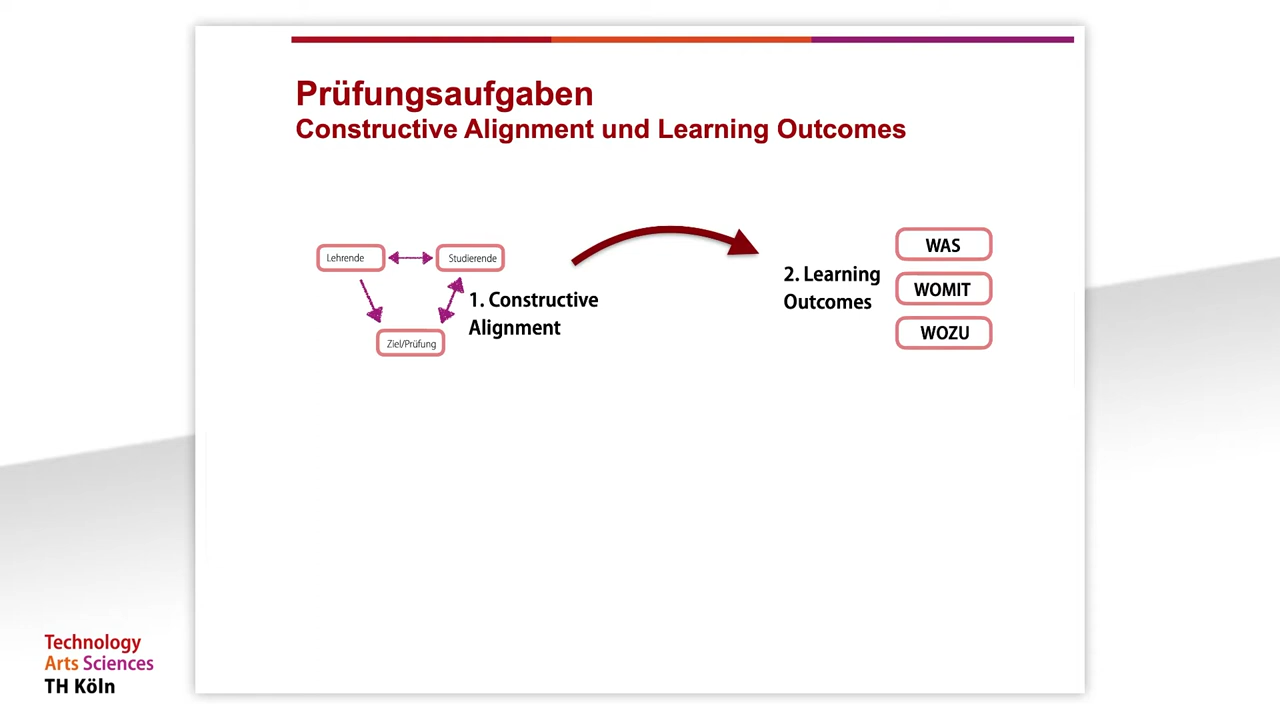 Prüfungsaufgaben
Constructive Alignment und Learning Outcomes
Lehrende
Studierende
Ziel/Prüfung
1. Constructive
Alignment
2. Learning
Outcomes
WAS
WOMIT
WOZU
Technology
Arts Sciences
TH Köln